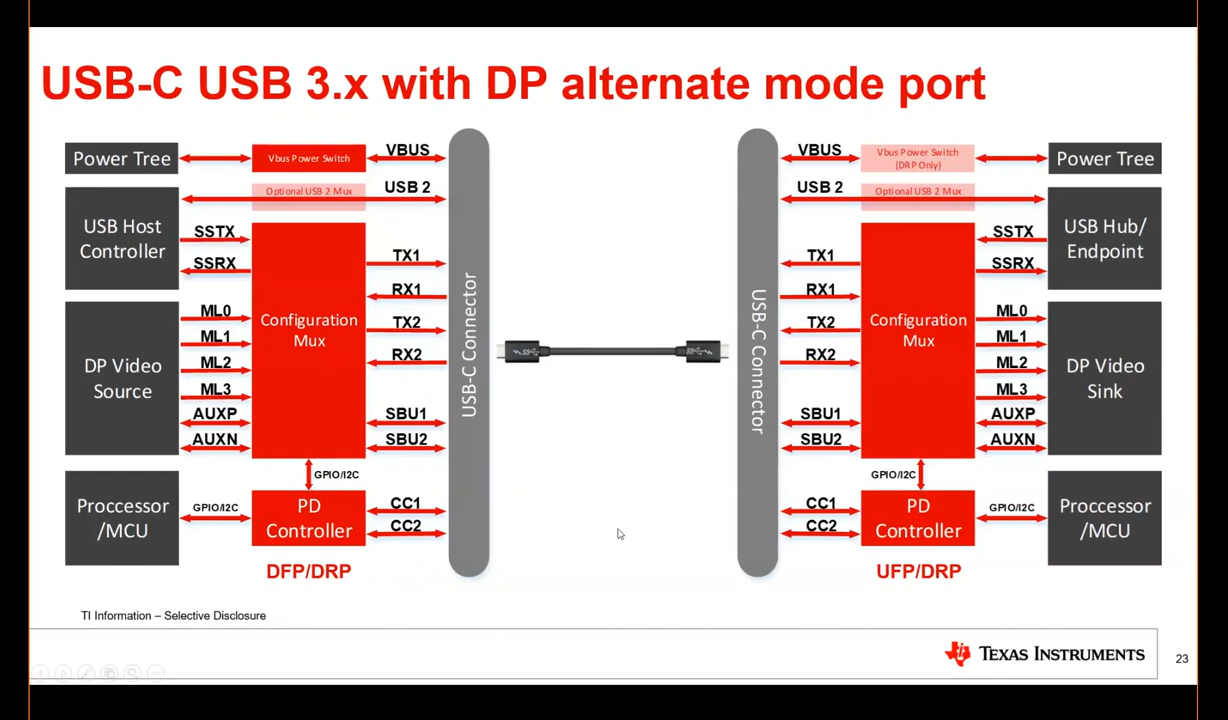 USB-C USB 3.x with DP alternate mode port
Power Tree
Vbus Power Switch
VBUS
Optional USB 2 Mux
USB 2
USB Host
Controller
SSTX
SSRX
Configuration
Mux
TX1
RX1
TX2
RX2
DP Video
Source
ML0
ML1
ML2
ML3
AUXP
AUXN
SBU1
SBU2
GPIO/I2C
Proccessor
/MCU
GPIO/I2C
PD
Controller
CC1
CC2
DFP/DRP
USB-C Connector
USB-C Connector
VBUS
Vbus Power Switch
(DRP Only)
Power Tree
USB 2
Optional USB 2 Mux
USB Hub/
Endpoint
SSTX
SSRX
TX1
RX1
TX2
RX2
Configuration
Mux
ML0
ML1
ML2
ML3
AUXP
AUXN
DP Video
Sink
SBU1
SBU2
GPIO/I2C
CC1
CC2
PD
Controller
GPIO/I2C
Proccessor
/MCU
UFP/DRP
TI Information – Selective Disclosure
TEXAS INSTRUMENTS
23